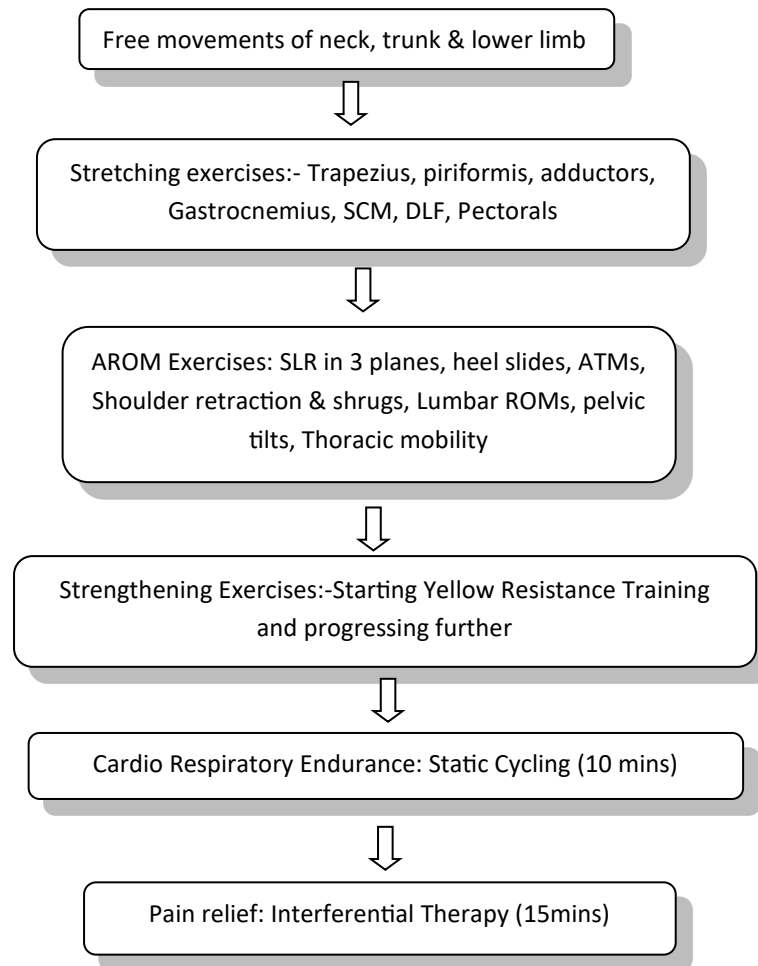 Free movements of neck, trunk & lower limb
Stretching exercises:- Trapezius, piriformis, adductors,
Gastrocnemius, SCM, DLF, Pectorals
AROM Exercises: SLR in 3 planes, heel slides, ATMs,
Shoulder retraction & shrugs, Lumbar ROMs, pelvic
tilts, Thoracic mobility
Strengthening Exercises:-Starting Yellow Resistance Training
and progressing further
Cardio Respiratory Endurance: Static Cycling (10 mins)
Pain relief: Interferential Therapy (15mins)